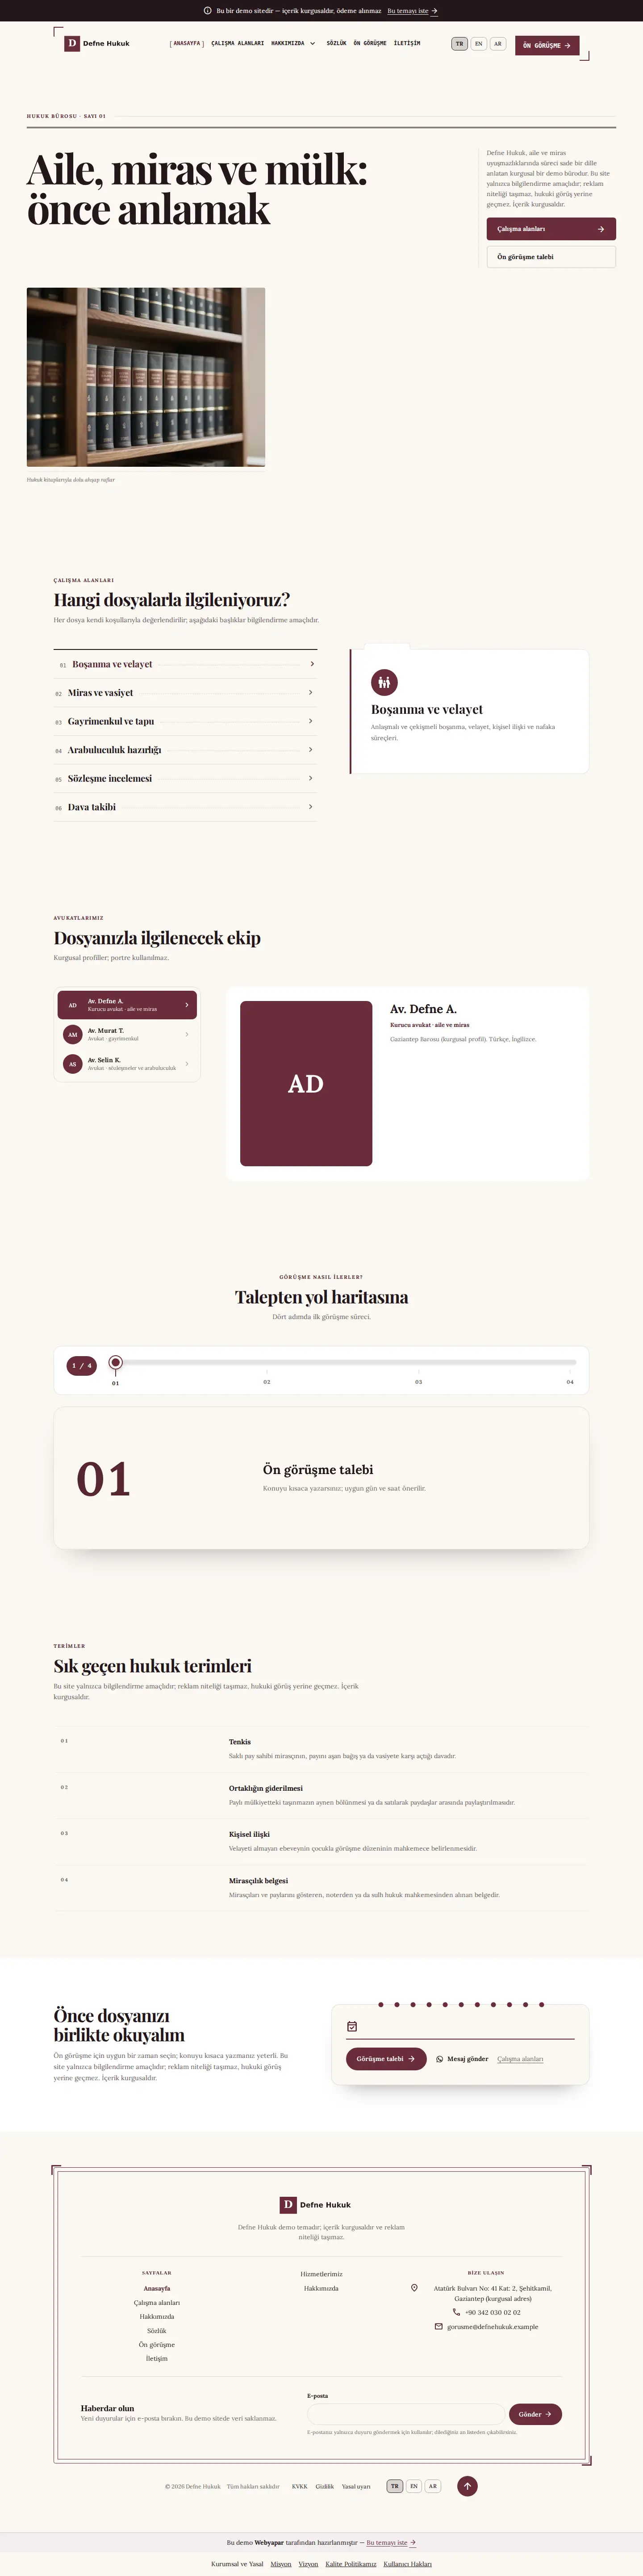 Bu bir demo sitedir — içerik kurgusaldır, ödeme alınmaz Bu temayı iste →
D Defne Hukuk
[ ANASAYFA ] ÇALIŞMA ALANLARI HAKKIMIZDA SÖZLÜK ÖN GÖRÜŞME İLETİŞİM
TR EN AR
ÖN GÖRÜŞME →
HUKUK BÜROSU · SAYI 01
Aile, miras ve mülk:
önce anlamak
Defne Hukuk, aile ve miras
uyuşmazlıklarında süreci sade bir dille
anlatan kurgusal bir demo bürodur. Bu site
yalnızca bilgilendirme amaçlıdır; reklam
niteliği taşımaz, hukuki görüş yerine
geçmez. İçerik kurgusaldır.
Çalışma alanları →
Ön görüşme talebi
Hukuk kitaplarıyla dolu ahşap raflar
ÇALIŞMA ALANLARI
Hangi dosyalarla ilgileniyoruz?
Her dosya kendi koşullarıyla değerlendirilir; aşağıdaki başlıklar bilgilendirme amaçlıdır.
01 Boşanma ve velayet
02 Miras ve vasiyet
03 Gayrimenkul ve tapu
04 Arabuluculuk hazırlığı
05 Sözleşme incelemesi
06 Dava takibi
Boşanma ve velayet
Anlaşmalı ve çekişmeli boşanma, velayet, kişisel ilişki ve nafaka
süreçleri.
AVUKATLARIMIZ
Dosyanızla ilgilenecek ekip
Kurgusal profiller; portre kullanılmaz.
AD Av. Defne A.
Kurucu avukat · aile ve miras
AM Av. Murat T.
Avukat · gayrimenkul
AS Av. Selin K.
Avukat · sözleşmeler ve arabuluculuk
AD
Av. Defne A.
Kurucu avukat · aile ve miras
Gaziantep Barosu (kurgusal profil). Türkçe, İngilizce.
GÖRÜŞME NASIL İLERLER?
Talepten yol haritasına
Dört adımda ilk görüşme süreci.
1 / 4
01 02 03 04
01
Ön görüşme talebi
Konuyu kısaca yazarsınız; uygun gün ve saat önerilir.
TERİMLER
Sık geçen hukuk terimleri
Bu site yalnızca bilgilendirme amaçlıdır; reklam niteliği taşımaz, hukuki görüş yerine geçmez. İçerik
kurgusaldır.
01 Tenkis
Saklı pay sahibi mirasçının, payını aşan bağış ya da vasiyete karşı açtığı davadır.
02 Ortaklığın giderilmesi
Paylı mülkiyetteki taşınmazın aynen bölünmesi ya da satılarak paydaşlar arasında paylaştırılmasıdır.
03 Kişisel ilişki
Velayeti almayan ebeveynin çocukla görüşme düzeninin mahkemece belirlenmesidir.
04 Mirasçılık belgesi
Mirasçıları ve paylarını gösteren, noterden ya da sulh hukuk mahkemesinden alınan belgedir.
Önce dosyanızı
birlikte okuyalım
Ön görüşme için uygun bir zaman seçin; konuyu kısaca yazmanız yeterli. Bu
site yalnızca bilgilendirme amaçlıdır; reklam niteliği taşımaz, hukuki görüş
yerine geçmez. İçerik kurgusaldır.
Görüşme talebi → Mesaj gönder Çalışma alanları
D Defne Hukuk
Defne Hukuk demo temadır; içerik kurgusaldır ve reklam
niteliği taşımaz.
SAYFALAR
Anasayfa
Çalışma alanları
Hakkımızda
Sözlük
Ön görüşme
İletişim
Hizmetlerimiz
Hakkımızda
BİZE ULAŞIN
Atatürk Bulvarı No: 41 Kat: 2, Şehitkamil,
Gaziantep (kurgusal adres)
+90 342 030 02 02
gorusme@defnehukuk.example
Haberdar olun
Yeni duyurular için e-posta bırakın. Bu demo sitede veri saklanmaz.
E-posta
Gönder →
E-postanız yalnızca duyuru göndermek için kullanılır; dilediğiniz an listeden çıkabilirsiniz.
© 2026 Defne Hukuk Tüm hakları saklıdır KVKK Gizlilik Yasal uyarı TR EN AR
Bu demo Webyapar tarafından hazırlanmıştır — Bu temayı iste →
Kurumsal ve Yasal Misyon Vizyon Kalite Politikamız Kullanıcı Hakları